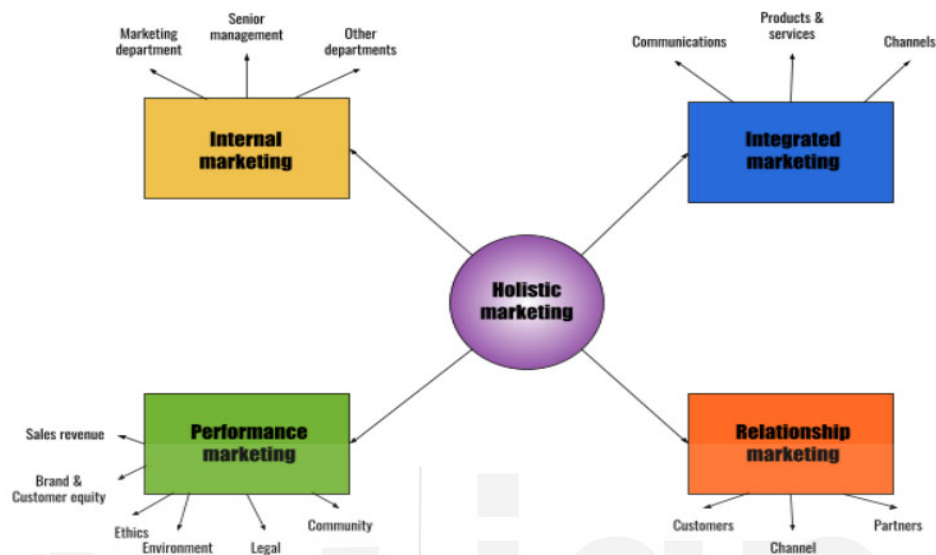 Marketing
department
Senior
management
Other
departments
Internal
marketing
Communications
Products &
services
Channels
Integrated
marketing
Holistic
marketing
Sales revenue
Brand &
Customer equity
Ethics
Environment
Legal
Community
Performance
marketing
Relationship
marketing
Customers
Channel
Partners